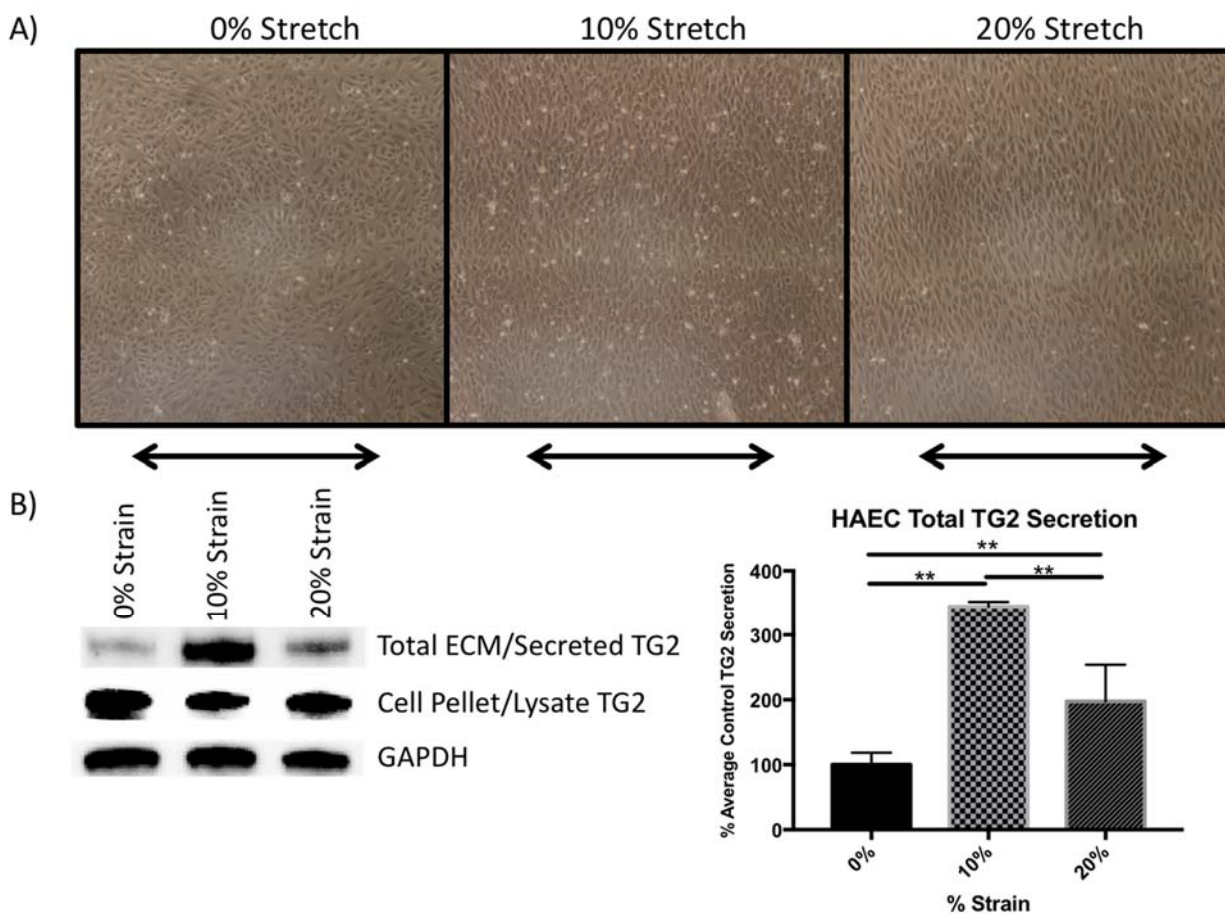 A)
0% Stretch
10% Stretch
20% Stretch
B)
0% Strain
10% Strain
20% Strain
Total ECM/Secreted TG2
Cell Pellet/Lysate TG2
GAPDH
HAEC Total TG2 Secretion
**
**
**
% Average Control TG2 Secretion
400
300
200
100
0
0%
10%
20%
% Strain